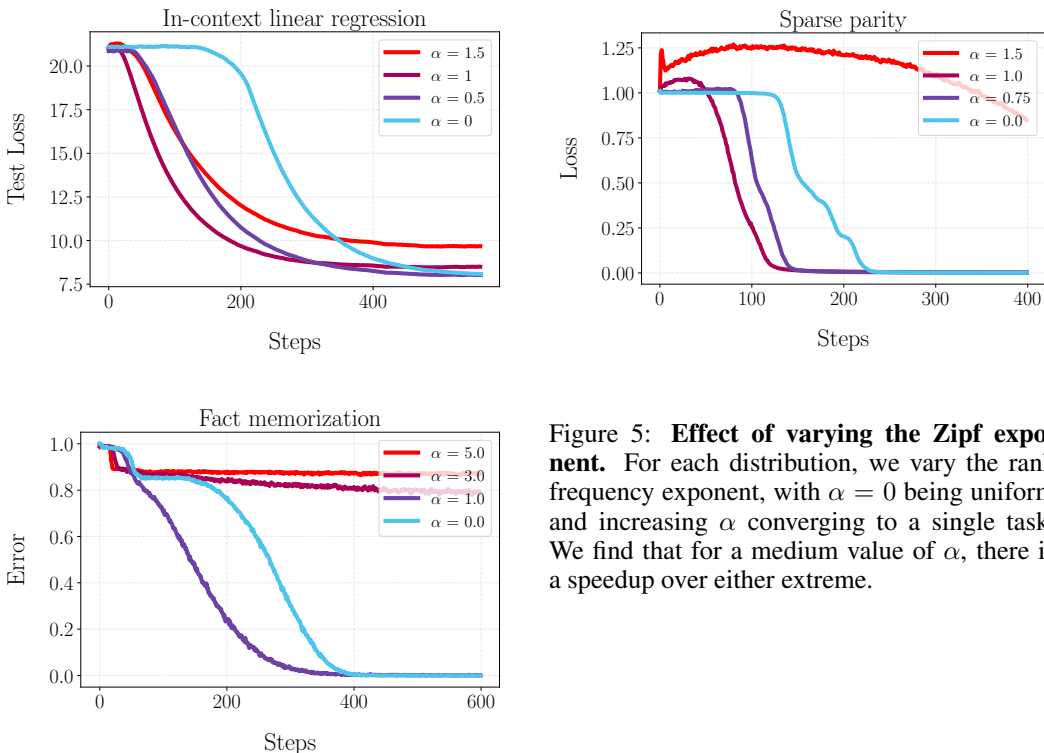 In-context linear regression
Test Loss
20.0
17.5
15.0
12.5
10.0
7.5
0
200
400
Steps
α = 1.5
α = 1
α = 0.5
α = 0
Sparse parity
Loss
1.25
1.00
0.75
0.50
0.25
0.00
0
100
200
300
400
Steps
α = 1.5
α = 1.0
α = 0.75
α = 0.0
Fact memorization
Error
1.0
0.8
0.6
0.4
0.2
0.0
0
200
400
600
Steps
α = 5.0
α = 3.0
α = 1.0
α = 0.0
Figure 5: Effect of varying the Zipf expo
nent. For each distribution, we vary the rank
frequency exponent, with α = 0 being uniform
and increasing α converging to a single task
We find that for a medium value of α, there i
a speedup over either extreme.